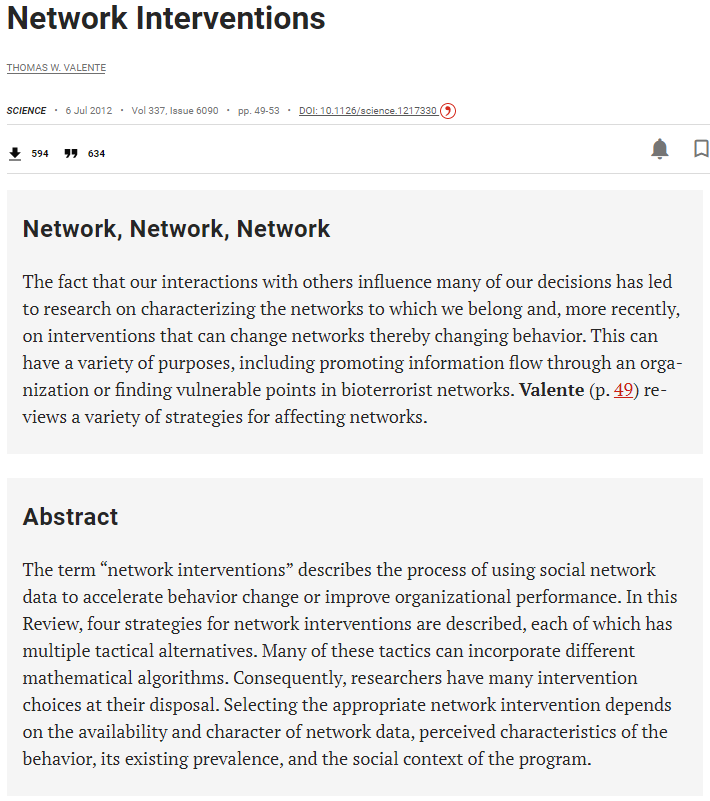 Network Interventions
THOMAS W. VALENTE
SCIENCE • 6 Jul 2012 • Vol 337, Issue 6090 • pp. 49-53 • DOI: 10.1126/science.1217330
594 634
Network, Network, Network
The fact that our interactions with others influence many of our decisions has led
to research on characterizing the networks to which we belong and, more recently,
on interventions that can change networks thereby changing behavior. This can
have a variety of purposes, including promoting information flow through an orga-
nization or finding vulnerable points in bioterrorist networks. Valente (p. 49) re-
views a variety of strategies for affecting networks.
Abstract
The term “network interventions” describes the process of using social network
data to accelerate behavior change or improve organizational performance. In this
Review, four strategies for network interventions are described, each of which has
multiple tactical alternatives. Many of these tactics can incorporate different
mathematical algorithms. Consequently, researchers have many intervention
choices at their disposal. Selecting the appropriate network intervention depends
on the availability and character of network data, perceived characteristics of the
behavior, its existing prevalence, and the social context of the program.